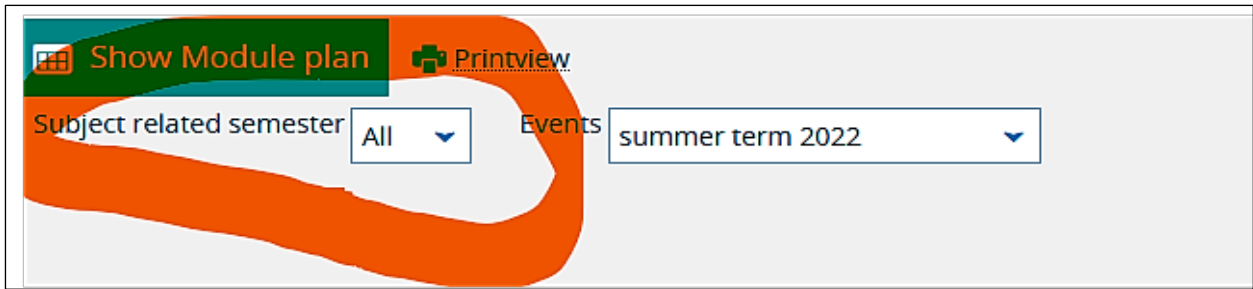 Show Module plan Printview
Subject related semester All Events summer term 2022